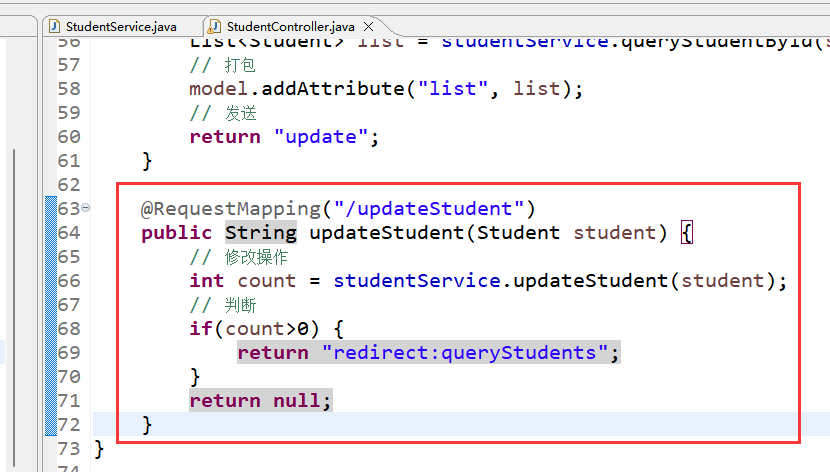 StudentService.java StudentController.java
56 List<Student> list = studentService.queryStudentById(s
57 // 打包
58 model.addAttribute("list", list);
59 // 发送
60 return "update";
61 }
62
63 @RequestMapping("/updateStudent")
64 public String updateStudent(Student student) {
65 // 修改操作
66 int count = studentService.updateStudent(student);
67 // 判断
68 if(count>0) {
69 return "redirect:queryStudents";
70 }
71 return null;
72 }
73 }
74